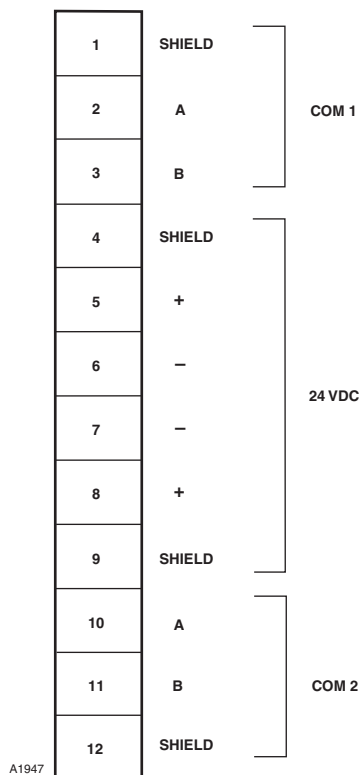 1 SHIELD
2 A COM 1
3 B
4 SHIELD
5 +
6 –
24 VDC
7 –
8 +
9 SHIELD
10 A
11 B COM 2
12 SHIELD
A1947